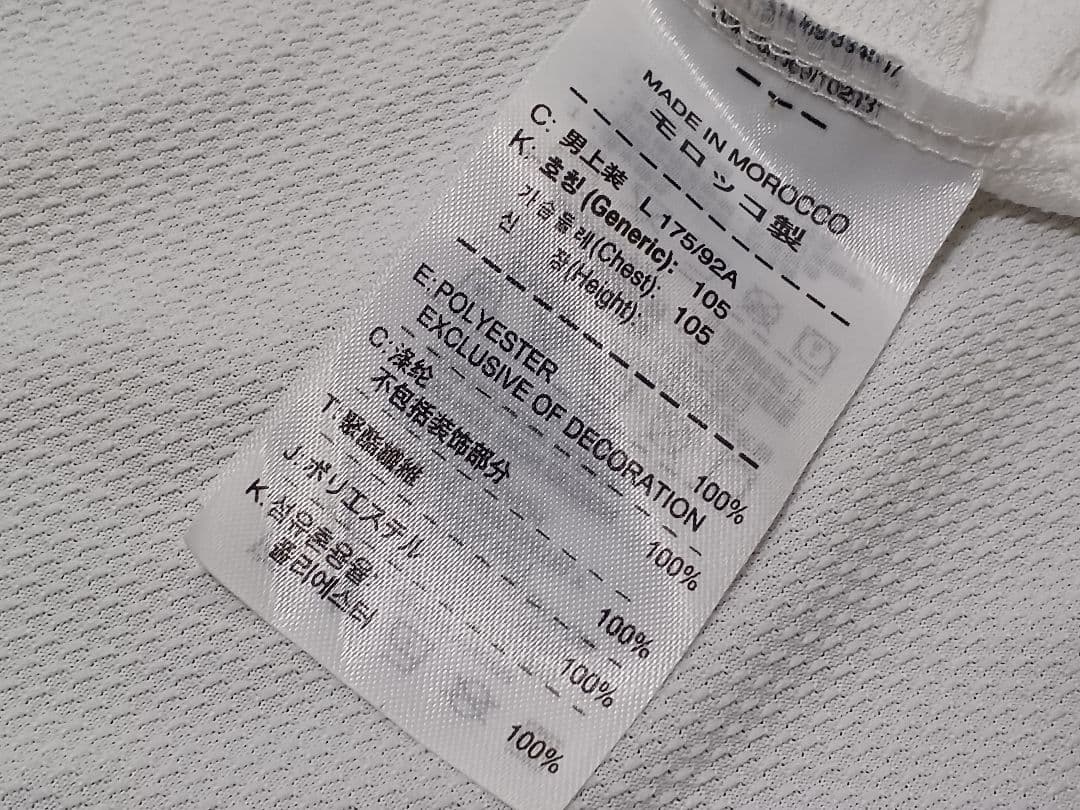 MADE IN MOROCCO
モロッコ製
C: 男上装 L 175/92A
K: 호칭 (Generic): 105
가슴둘레(Chest): 105
신 장(Height):
E: POLYESTER 100%
EXCLUSIVE OF DECORATION
C: 涤纶 100%
不包括装饰部分
T: 聚酯纖維 100%
J: ポリエステル 100%
K: 섬유혼용율:
폴리에스터 100%